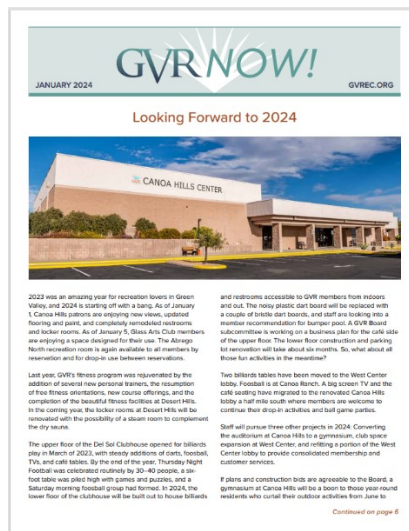 GVR NOW!
JANUARY 2024
GVREC.ORG
Looking Forward to 2024
CANOA HILLS CENTER
2023 was an amazing year for recreation lovers in Green
Valley, and 2024 is starting off with a bang. As of January
1, Canoa Hills patrons are enjoying new views, updated
flooring and paint, and completely remodeled restrooms
and locker rooms. As of January 5, Glass Arts Club members
are enjoying a space designed for their use. The Abrego
North recreation room is again available to all members by
reservation and for drop-in use between reservations.
Last year, GVR's fitness program was rejuvenated by the
addition of several new personal trainers, the resumption
of free fitness orientations, new course offerings, and the
completion of the beautiful fitness facilities at Desert Hills.
In the coming year, the locker rooms at Desert Hills will be
renovated with the possibility of a steam room to complement
the dry sauna.
The upper floor of the Del Sol Clubhouse opened for billiards
play in March of 2023, with steady additions of darts, foosball,
TVs, and café tables. By the end of the year, Thursday Night
Football was celebrated routinely by 30–40 people, a six-
foot table was piled high with games and puzzles, and a
Saturday morning foosball group had formed. In 2024, the
lower floor of the clubhouse will be built out to house billiards
and restrooms accessible to GVR members from indoors
and out. The noisy plastic dart board will be replaced with
a couple of bristle dart boards, and staff are looking into a
member recommendation for bumper pool. A GVR Board
subcommittee is working on a business plan for the café side
of the upper floor. The lower floor construction and parking
lot renovation will take about six months. So, what about all
those fun activities in the meantime?
Two billiards tables have been moved to the West Center
lobby. Foosball is at Canoa Ranch. A big screen TV and the
café seating have migrated to the renovated Canoa Hills
lobby a half mile south where members are welcome to
continue their drop-in activities and ball game parties.
Staff will pursue three other projects in 2024: Converting
the auditorium at Canoa Hills to a gymnasium, club space
expansion at West Center, and refitting a portion of the West
Center lobby to provide consolidated membership and
customer services.
If plans and construction bids are agreeable to the Board, a
gymnasium at Canoa Hills will be a boon to those year-round
residents who curtail their outdoor activities from June to
Continued on page 6